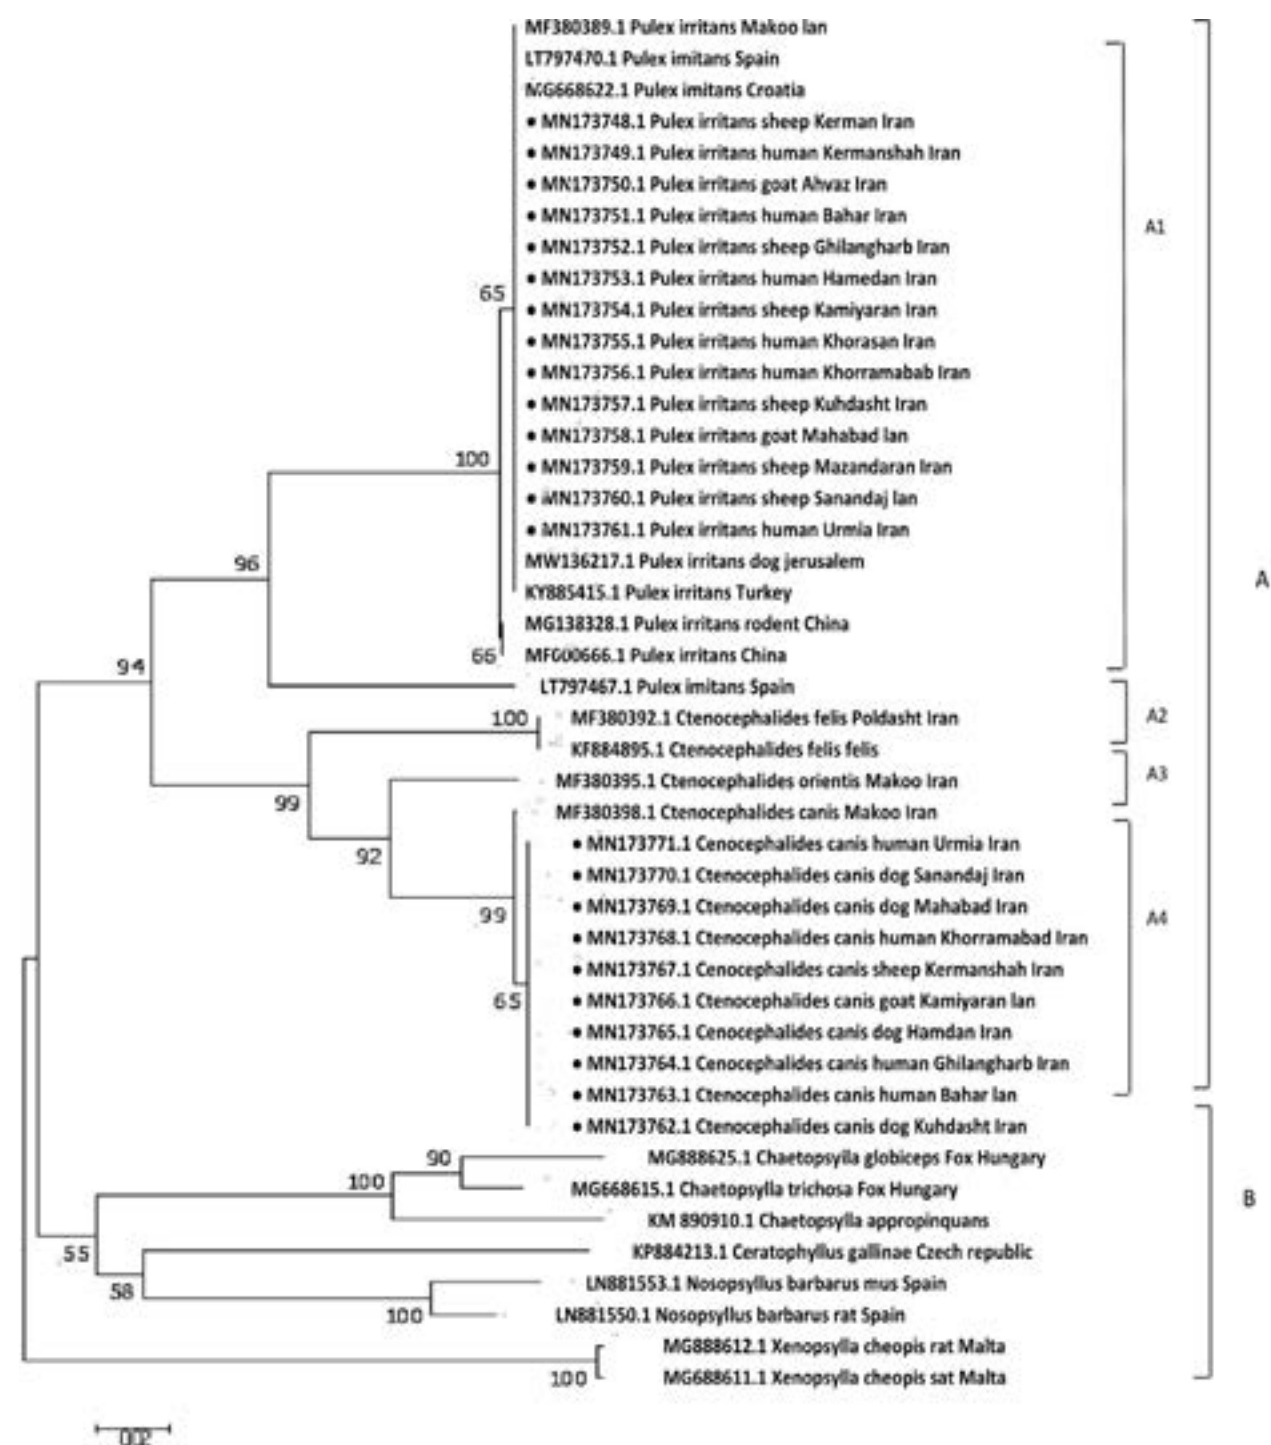 MF380389.1 Pulex irritans Makoo lan
LT797470.1 Pulex imitans Spain
MG668622.1 Pulex imitans Croatia
• MN173748.1 Pulex irritans sheep Kerman Iran
• MN173749.1 Pulex irritans human Kermanshah Iran
• MN173750.1 Pulex irritans goat Ahvaz Iran
• MN173751.1 Pulex irritans human Bahar Iran
A1
• MN173752.1 Pulex irritans sheep Ghilangharb Iran
• MN173753.1 Pulex irritans human Hamedan Iran
65
• MN173754.1 Pulex irritans sheep Kamiyaran Iran
• MN173755.1 Pulex irritans human Khorasan Iran
• MN173756.1 Pulex irritans human Khorramabab Iran
• MN173757.1 Pulex irritans sheep Kuhdasht Iran
• MN173758.1 Pulex irritans goat Mahabad lan
100
• MN173759.1 Pulex irritans sheep Mazandaran Iran
• MN173760.1 Pulex irritans sheep Sanandaj lan
• MN173761.1 Pulex irritans human Urmia Iran
96
MW136217.1 Pulex irritans dog jerusalem
A
KY885415.1 Pulex irritans Turkey
MG138328.1 Pulex irritans rodent China
66
MF000666.1 Pulex irritans China
94
LT797467.1 Pulex imitans Spain
100
MF380392.1 Ctenocephalides felis Poldasht Iran
A2
KF884895.1 Ctenocephalides felis felis
A3
MF380395.1 Ctenocephalides orientis Makoo Iran
99
MF380398.1 Ctenocephalides canis Makoo Iran
• MN173771.1 Cenocephalides canis human Urmia Iran
92
• MN173770.1 Ctenocephalides canis dog Sanandaj Iran
• MN173769.1 Ctenocephalides canis dog Mahabad Iran
99
A4
• MN173768.1 Ctenocephalides canis human Khorramabad Iran
• MN173767.1 Cenocephalides canis sheep Kermanshah Iran
65
• MN173766.1 Ctenocephalides canis goat Kamiyaran lan
• MN173765.1 Cenocephalides canis dog Hamdan Iran
• MN173764.1 Cenocephalides canis human Ghilangharb Iran
• MN173763.1 Ctenocephalides canis human Bahar lan
• MN173762.1 Ctenocephalides canis dog Kuhdasht Iran
90
MG888625.1 Chaetopsylla globiceps Fox Hungary
100
MG668615.1 Chaetopsylla trichosa Fox Hungary
B
KM 890910.1 Chaetopsylla appropinquans
55
KP884213.1 Ceratophyllus gallinae Czech republic
58
LN881553.1 Nosopsyllus barbarus mus Spain
100
LN881550.1 Nosopsyllus barbarus rat Spain
MG888612.1 Xenopsylla cheopis rat Malta
100
MG688611.1 Xenopsylla cheopis sat Malta
002